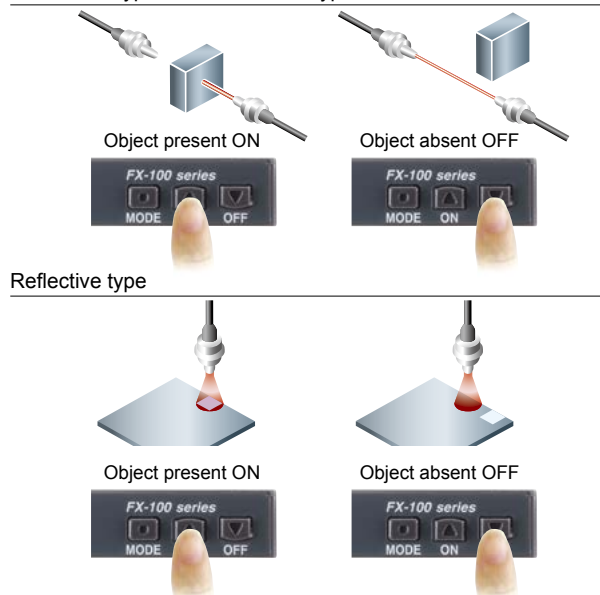 Object present ON Object absent OFF
FX-100 series FX-100 series
MODE OFF MODE ON
Reflective type
Object present ON Object absent OFF
FX-100 series FX-100 series
MODE OFF MODE ON